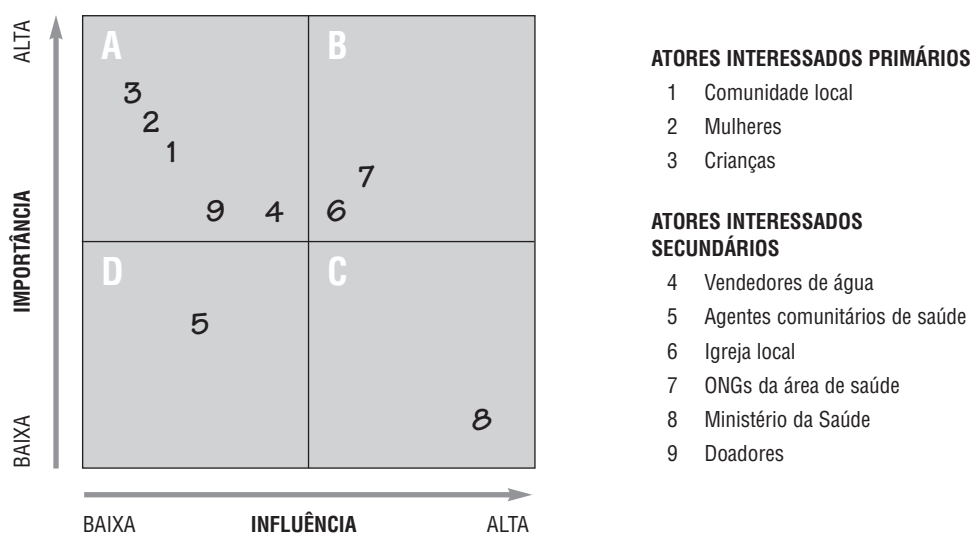 ALTA
IMPORTÂNCIA
BAIXA
A
B
3
2
1
7
9
4
6
D
C
5
8
BAIXA
INFLUÊNCIA
ALTA
ATORES INTERESSADOS PRIMÁRIOS
1 Comunidade local
2 Mulheres
3 Crianças
ATORES INTERESSADOS
SECUNDÁRIOS
4 Vendedores de água
5 Agentes comunitários de saúde
6 Igreja local
7 ONGs da área de saúde
8 Ministério da Saúde
9 Doadores